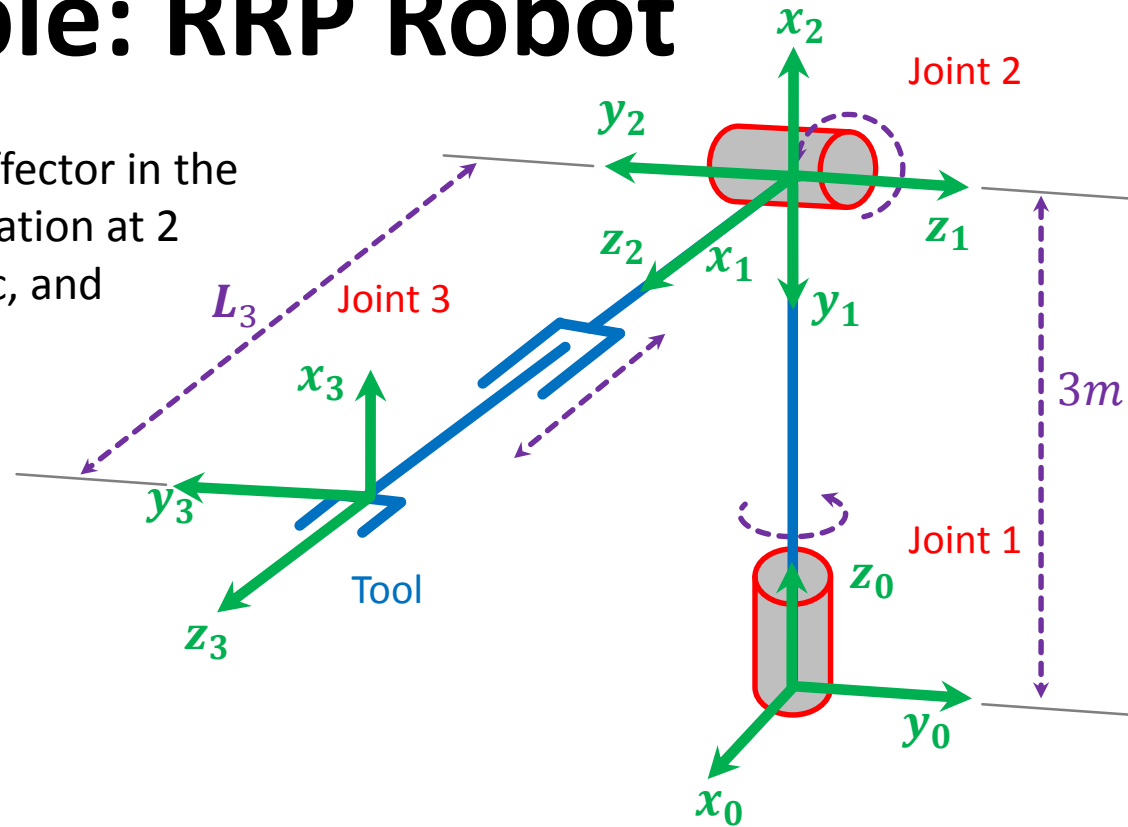 ple: RRP Robot
ffector in the
ation at 2
c, and
x₂
Joint 2
y₂
z₁
z₂
x₁
y₁
L₃
Joint 3
x₃
3m
y₃
Joint 1
z₀
Tool
z₃
y₀
x₀